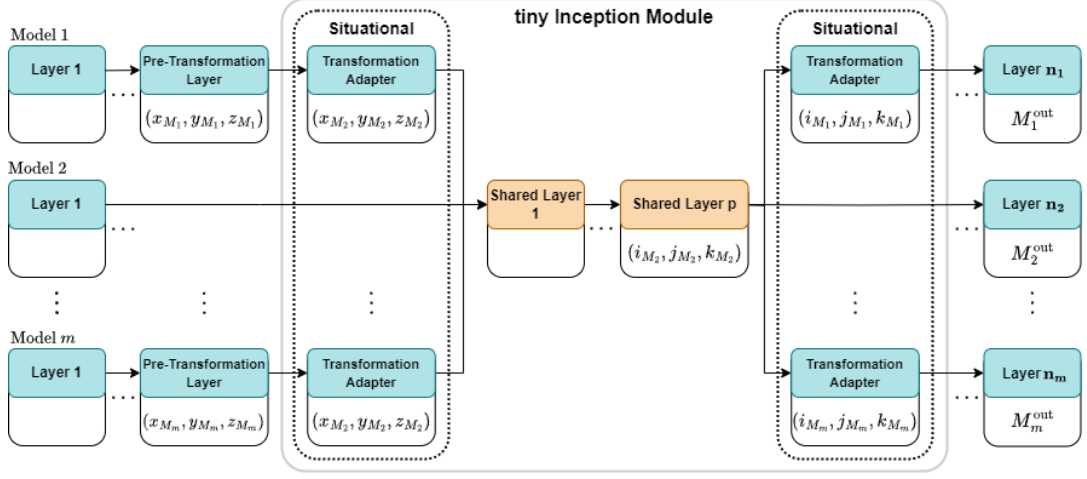 tiny Inception Module
Situational
Situational
Model 1
Layer 1
...
Pre-Transformation
Layer
(x_{M_1}, y_{M_1}, z_{M_1})
Transformation
Adapter
(x_{M_2}, y_{M_2}, z_{M_2})
Transformation
Adapter
(i_{M_1}, j_{M_1}, k_{M_1})
...
Layer n_1
M_1^{out}
Model 2
Layer 1
...
Shared Layer
1
...
Shared Layer p
(i_{M_2}, j_{M_2}, k_{M_2})
...
Layer n_2
M_2^{out}
Model m
Layer 1
...
Pre-Transformation
Layer
(x_{M_m}, y_{M_m}, z_{M_m})
Transformation
Adapter
(x_{M_2}, y_{M_2}, z_{M_2})
Transformation
Adapter
(i_{M_m}, j_{M_m}, k_{M_m})
...
Layer n_m
M_m^{out}